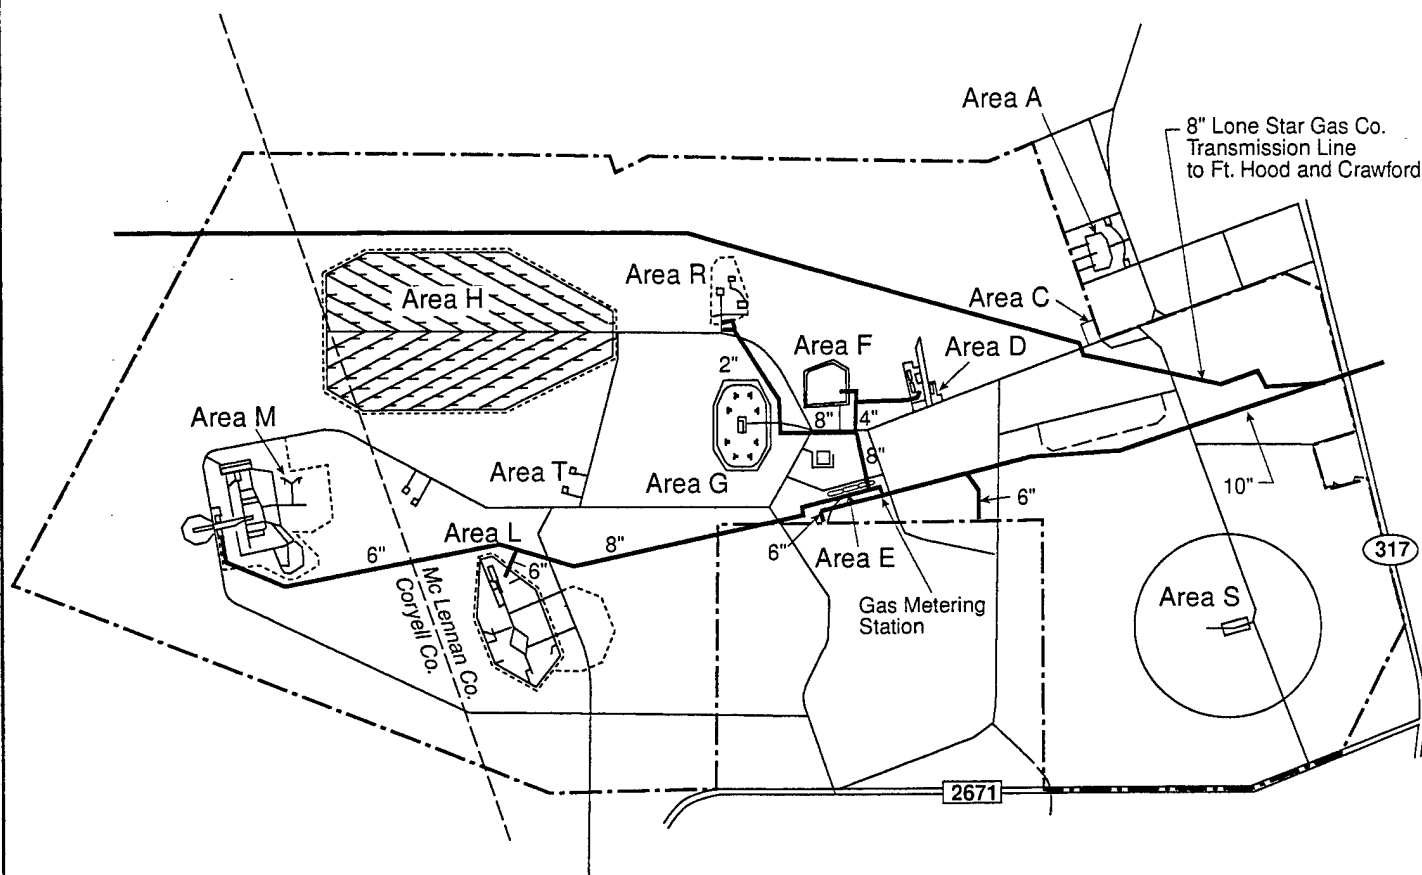 Area A
8" Lone Star Gas Co.
Transmission Line
to Ft. Hood and Crawford
Area R
Area H
Area C
Area F
Area D
2"
Area M
8"
4"
8"
Area T
Area G
10"
6"
Area L
8"
6"
6"
Area E
317
6"
Mc Lennan Co.
Coryell Co.
Gas Metering
Station
Area S
2671